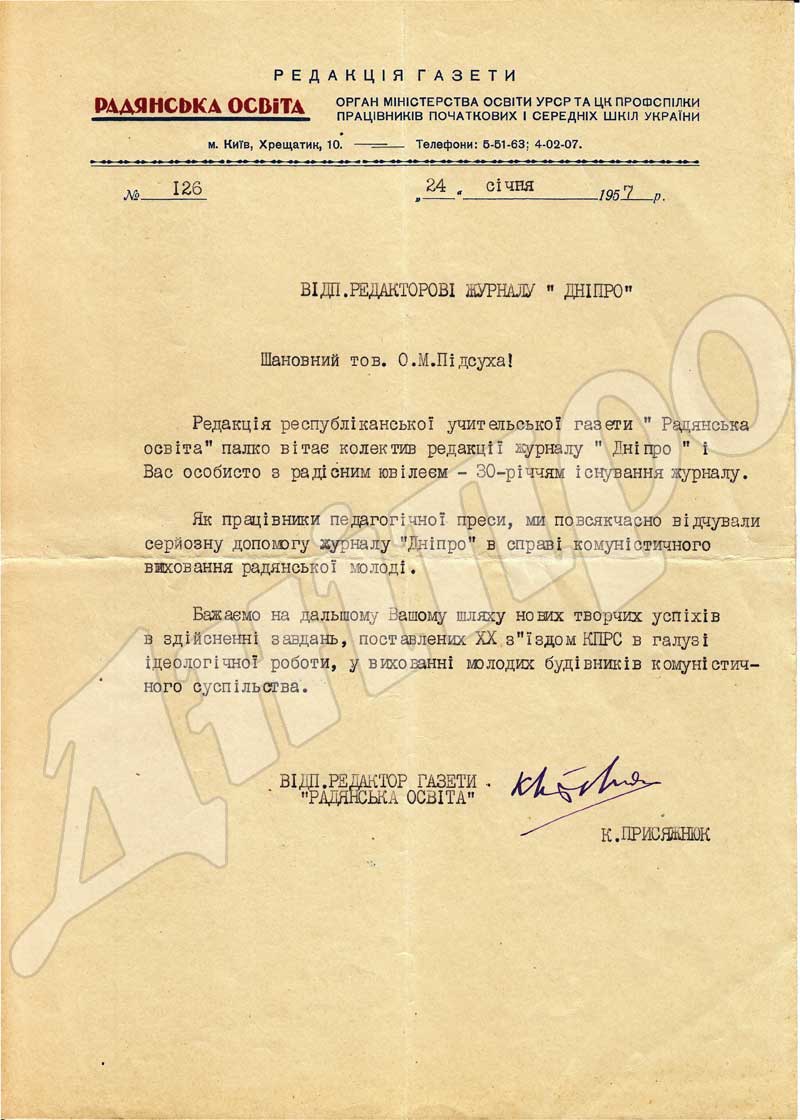 РЕДАКЦІЯ ГАЗЕТИ
РАДЯНСЬКА ОСВІТА
ОРГАН МІНІСТЕРСТВА ОСВІТИ УРСР ТА ЦК ПРОФСПІЛКИ
ПРАЦІВНИКІВ ПОЧАТКОВИХ І СЕРЕДНІХ ШКІЛ УКРАЇНИ
м. Київ, Хрещатик, 10. Телефони: 5-51-63; 4-02-07.
№ 126 „24" січня 1957 р.
ВІДП.РЕДАКТОРОВІ ЖУРНАЛУ " ДНІПРО"
Шановний тов. О.М.Підсуха!
Редакція республіканської учительської газети " Радянська
освіта" палко вітає колектив редакції журналу " Дніпро " і
Вас особисто з радісним ювілеєм - 30-річчям існування журналу.
Як працівники педагогічної преси, ми повсякчасно відчували
серйозну допомогу журналу "Дніпро" в справі комуністичного
виховання радянської молоді.
Бажаємо на дальшому Вашому шляху нових творчих успіхів
в здійсненні завдань, поставлених ХХ з"їздом КПРС в галузі
ідеологічної роботи, у вихованні молодих будівників комуністич-
ного суспільства.
ВІДП.РЕДАКТОР ГАЗЕТИ
"РАДЯНСЬКА ОСВІТА"
К.ПРИСЯЖНЮК
Дніпро